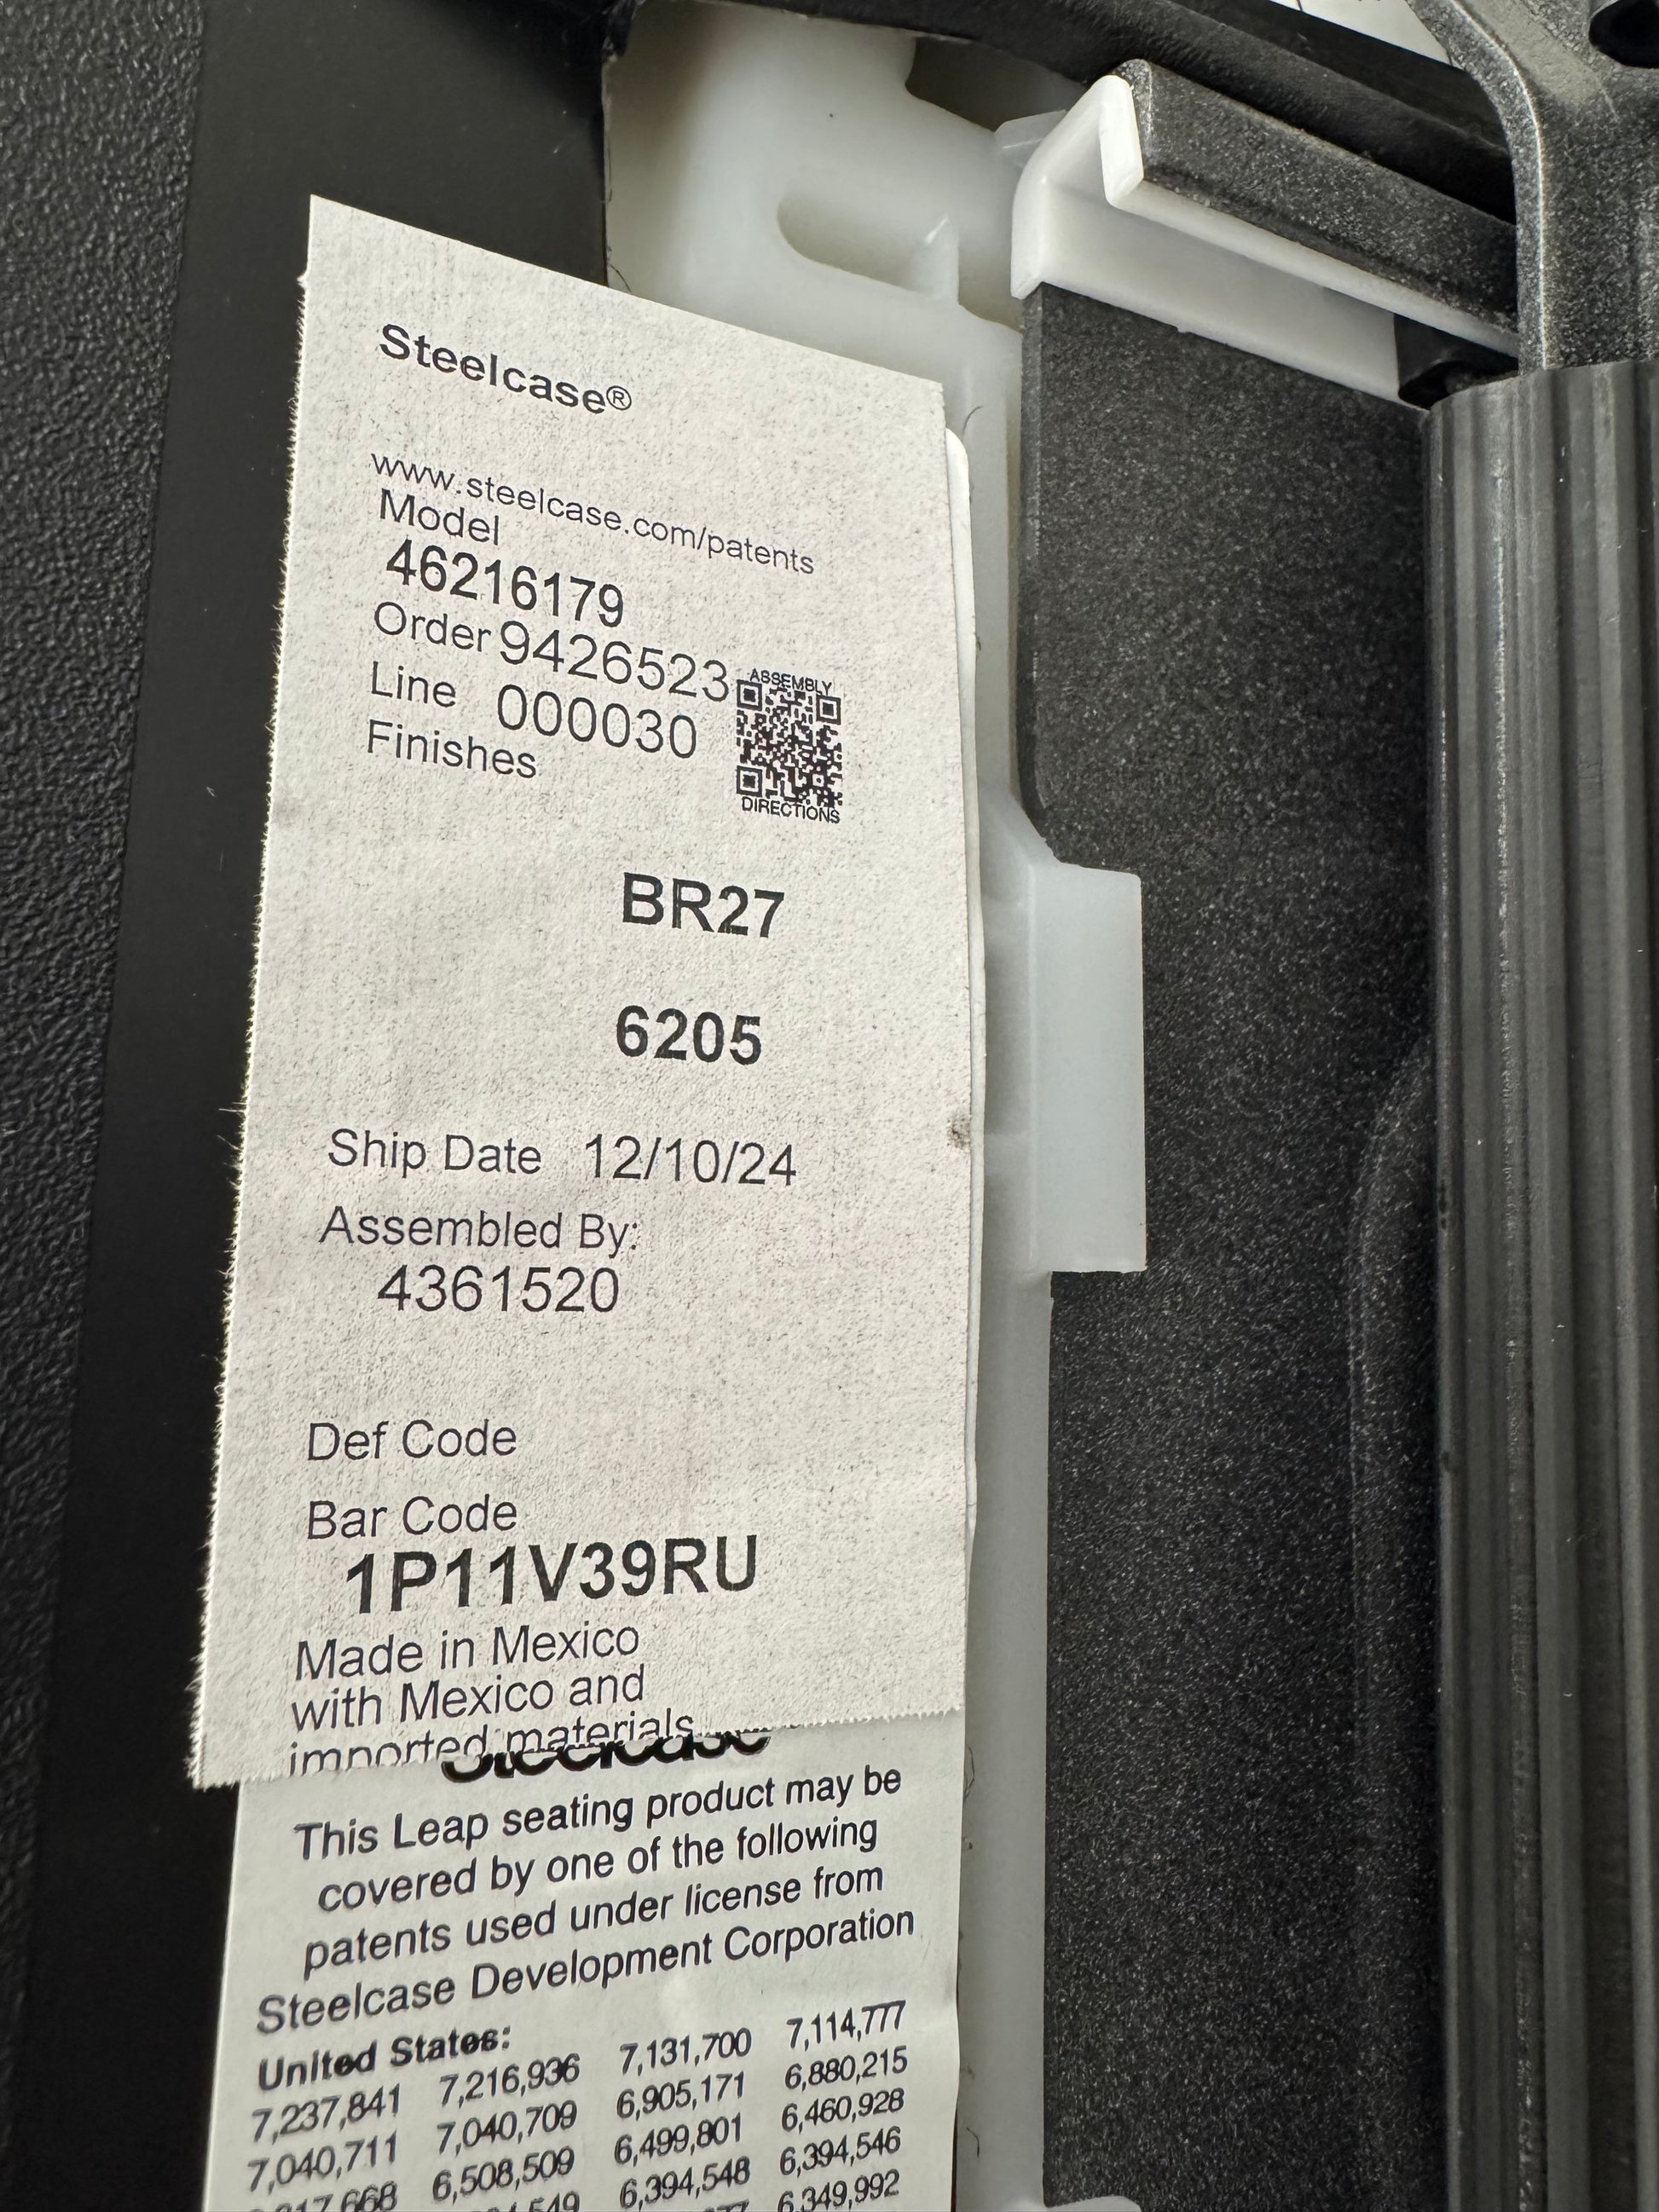 Steelcase®
www.steelcase.com/patents
Model
46216179
Order 9426523
Line 000030
Finishes
ASSEMBLY
DIRECTIONS
BR27
6205
Ship Date 12/10/24
Assembled By:
4361520
Def Code
Bar Code
1P11V39RU
Made in Mexico
with Mexico and
imported materials
Steelcase
This Leap seating product may be
covered by one of the following
patents used under license from
Steelcase Development Corporation
United States:
7,237,841 7,216,936 7,131,700 7,114,777
7,040,711 7,040,709 6,905,171 6,880,215
6,508,509 6,499,801 6,460,928
6,394,548 6,394,546
6,349,992